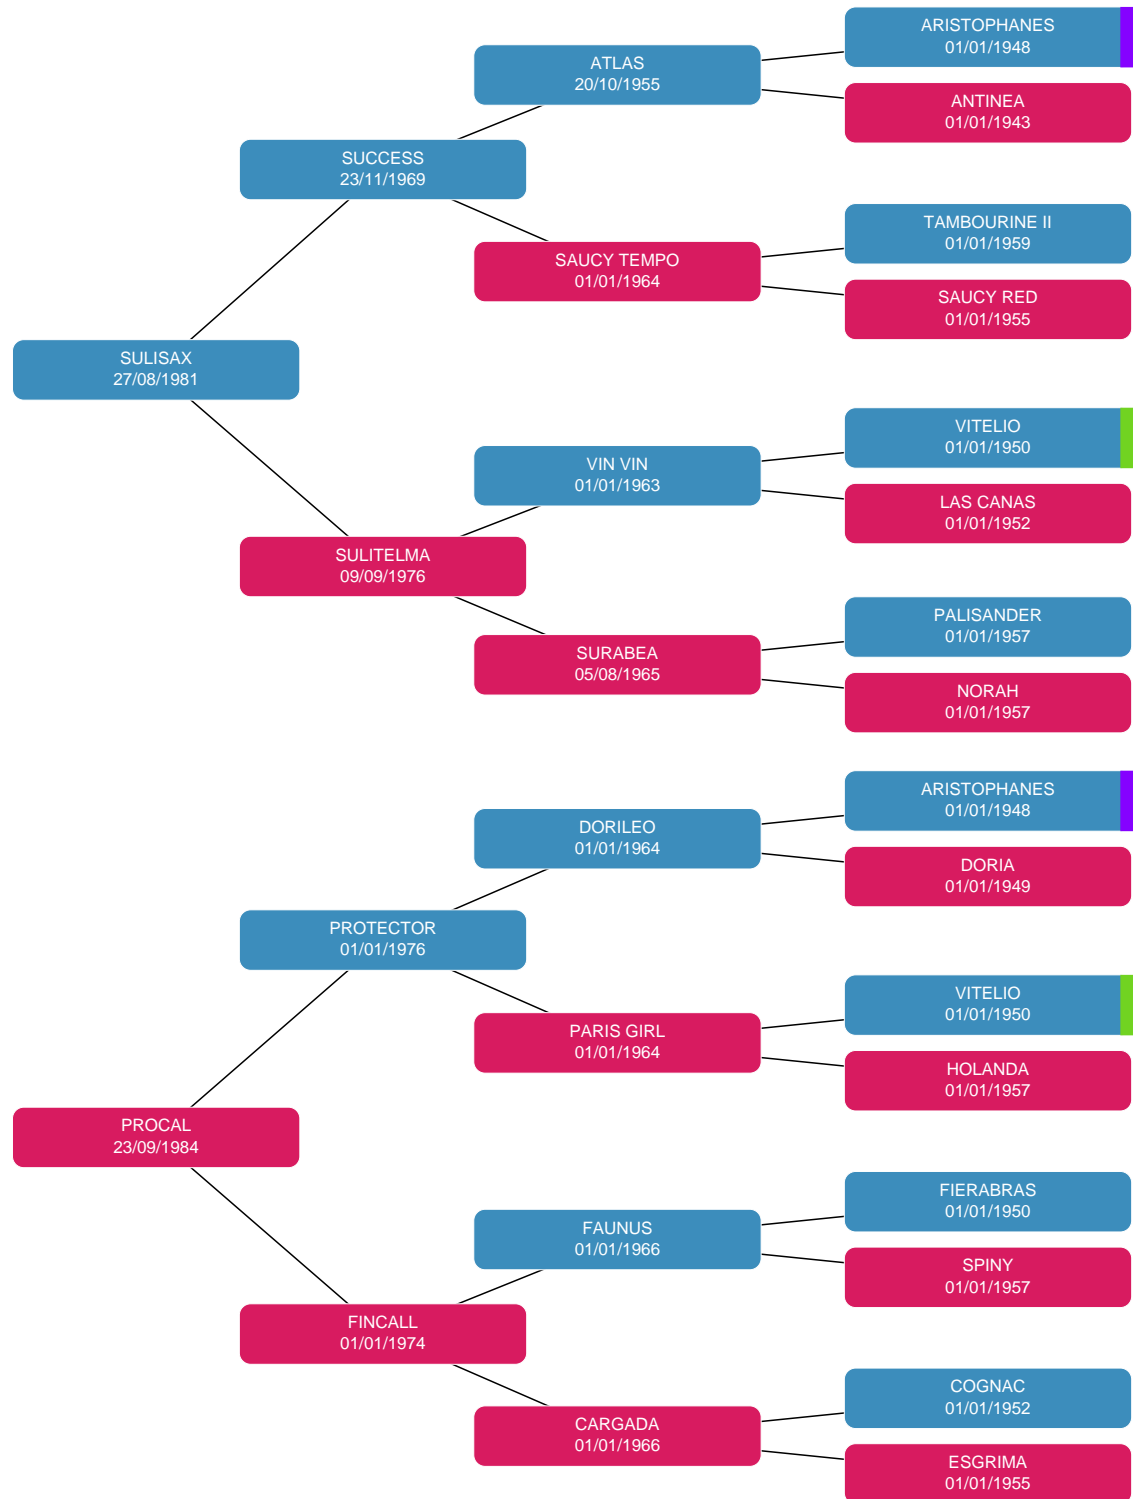 ARISTOPHANES
01/01/1948
ATLAS
20/10/1955
ANTINEA
01/01/1943
SUCCESS
23/11/1969
TAMBOURINE II
01/01/1959
SAUCY TEMPO
01/01/1964
SAUCY RED
01/01/1955
SULISAX
27/08/1981
VITELIO
01/01/1950
VIN VIN
01/01/1963
LAS CANAS
01/01/1952
SULITELMA
09/09/1976
PALISANDER
01/01/1957
SURABEA
05/08/1965
NORAH
01/01/1957
ARISTOPHANES
01/01/1948
DORILEO
01/01/1964
DORIA
01/01/1949
PROTECTOR
01/01/1976
VITELIO
01/01/1950
PARIS GIRL
01/01/1964
HOLANDA
01/01/1957
PROCAL
23/09/1984
FIERABRAS
01/01/1950
FAUNUS
01/01/1966
SPINY
01/01/1957
FINCALL
01/01/1974
COGNAC
01/01/1952
CARGADA
01/01/1966
ESGRIMA
01/01/1955